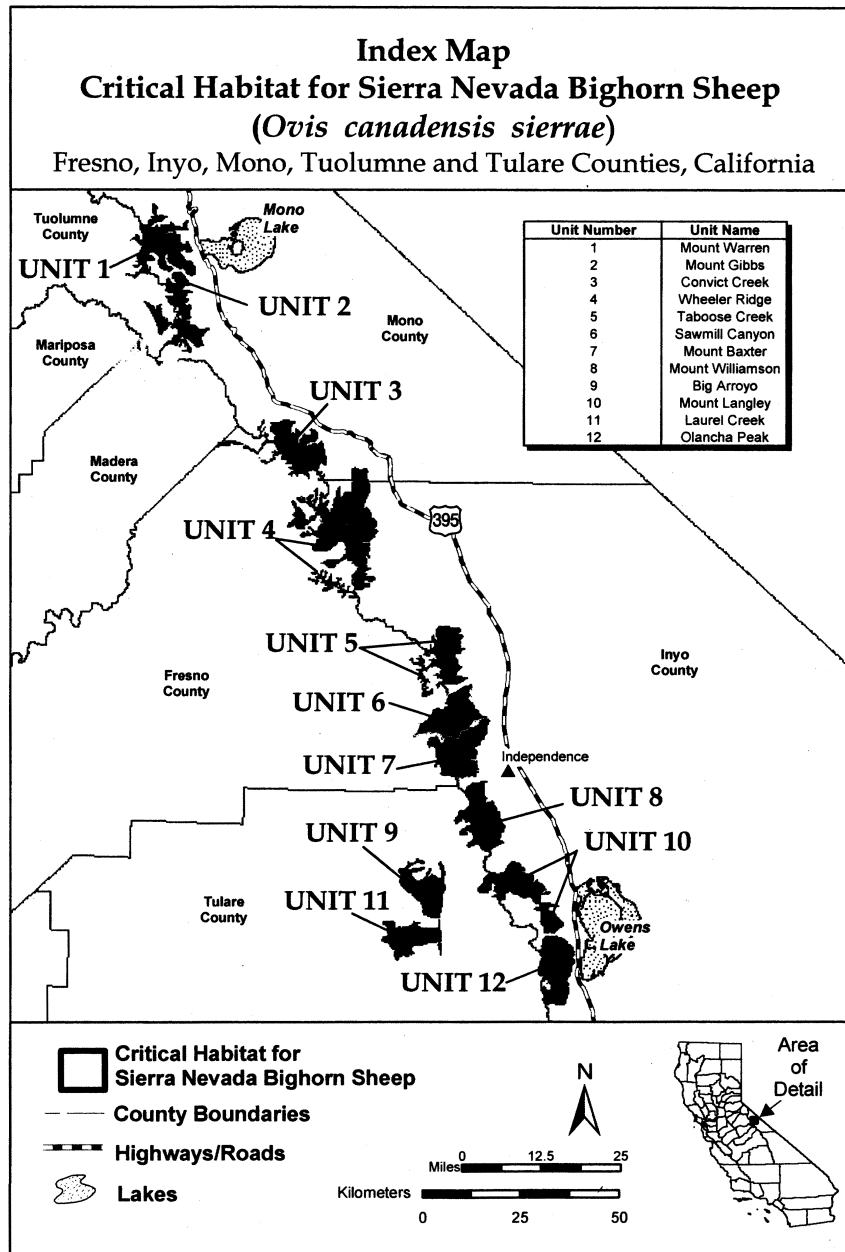 Index Map
Critical Habitat for Sierra Nevada Bighorn Sheep
(Ovis canadensis sierrae)
Fresno, Inyo, Mono, Tuolumne and Tulare Counties, California
Tuolumne
County
Mono
Lake
UNIT 1
UNIT 2
Mono
County
Mariposa
County
Unit Number Unit Name
1 Mount Warren
2 Mount Gibbs
3 Convict Creek
4 Wheeler Ridge
5 Taboose Creek
6 Sawmill Canyon
7 Mount Baxter
8 Mount Williamson
9 Big Arroyo
10 Mount Langley
11 Laurel Creek
12 Olancha Peak
UNIT 3
Madera
County
UNIT 4
395
UNIT 5
Inyo
County
Fresno
County
UNIT 6
UNIT 7
Independence
UNIT 8
UNIT 9
UNIT 10
Tulare
County
UNIT 11
Owens
Lake
UNIT 12
Critical Habitat for
Sierra Nevada Bighorn Sheep
County Boundaries
Highways/Roads
Lakes
N
0 12.5 25
Miles
Kilometers
0 25 50
Area
of
Detail